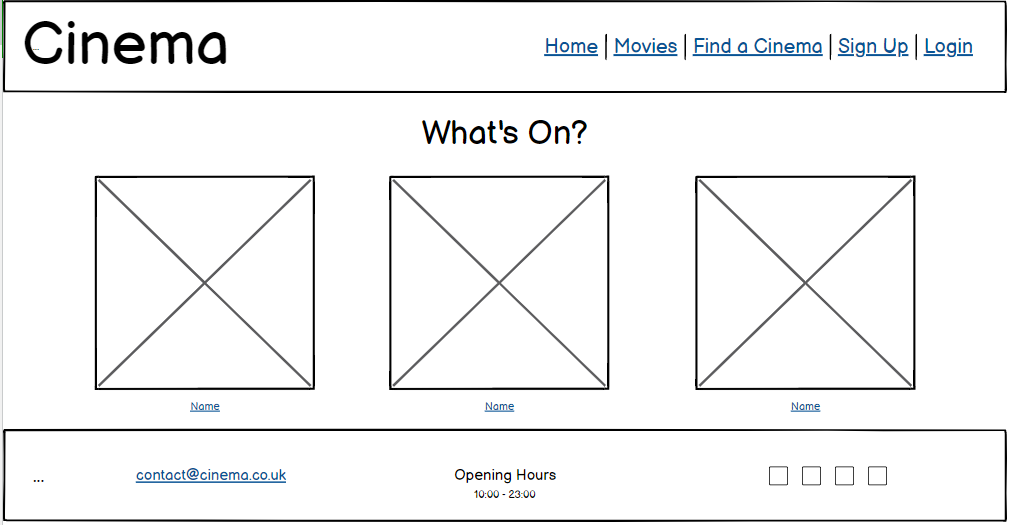 Cinema
Home | Movies | Find a Cinema | Sign Up | Login
What's On?
Name
Name
Name
... contact@cinema.co.uk
Opening Hours
10:00 - 23:00